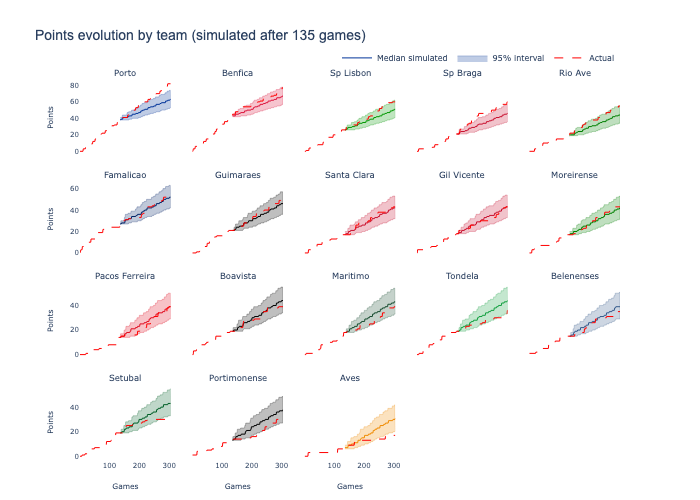 Points evolution by team (simulated after 135 games)
Median simulated 95% interval Actual
Porto Benfica Sp Lisbon Sp Braga Rio Ave
80
60
40
20
0
Points
Famalicao Guimaraes Santa Clara Gil Vicente Moreirense
60
40
20
0
Points
Pacos Ferreira Boavista Maritimo Tondela Belenenses
40
20
0
Points
Setubal Portimonense Aves
40
20
0
Points
100 200 300 100 200 300 100 200 300
Games Games Games